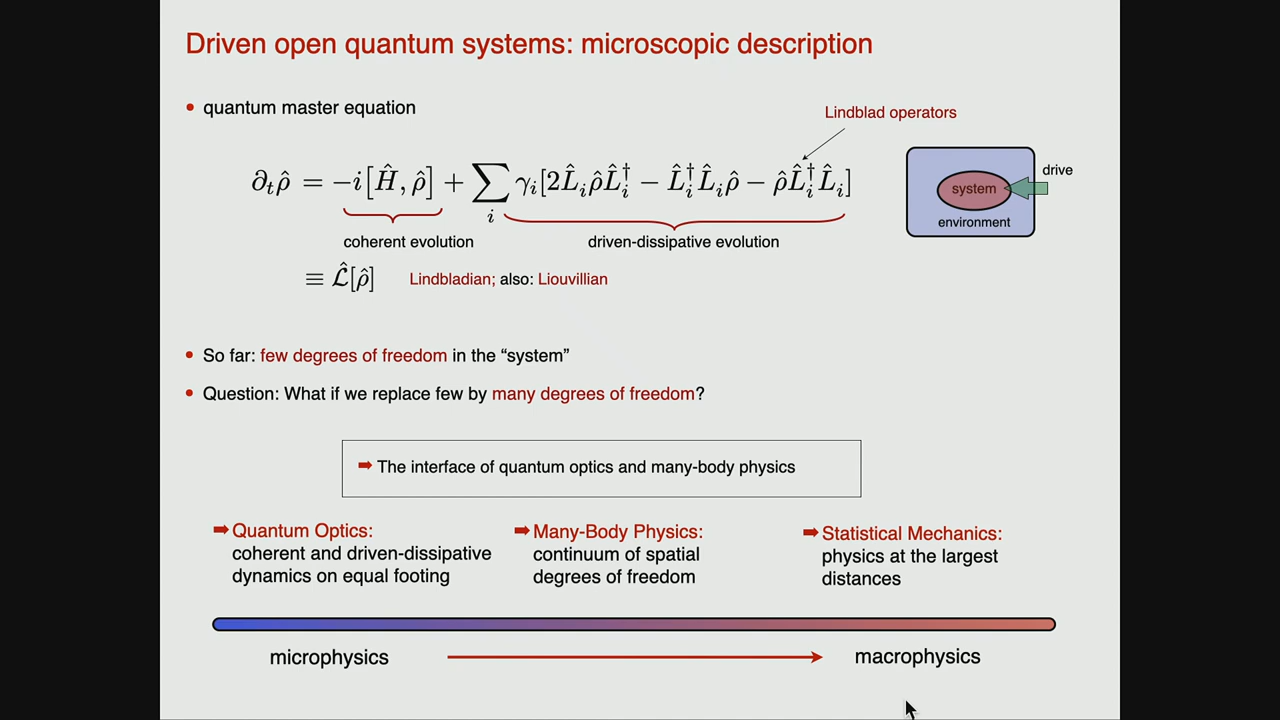 Driven open quantum systems: microscopic description
• quantum master equation
Lindblad operators
∂_t ρ̂ = −i[Ĥ, ρ̂] + ∑_i γ_i[2L̂_i ρ̂ L̂_i^† − L̂_i^† L̂_i ρ̂ − ρ̂ L̂_i^† L̂_i]
coherent evolution
driven-dissipative evolution
system
environment
drive
≡ ℒ̂[ρ̂] Lindbladian; also: Liouvillian
• So far: few degrees of freedom in the “system”
• Question: What if we replace few by many degrees of freedom?
➡ The interface of quantum optics and many-body physics
➡ Quantum Optics:
coherent and driven-dissipative
dynamics on equal footing
➡ Many-Body Physics:
continuum of spatial
degrees of freedom
➡ Statistical Mechanics:
physics at the largest
distances
microphysics
macrophysics